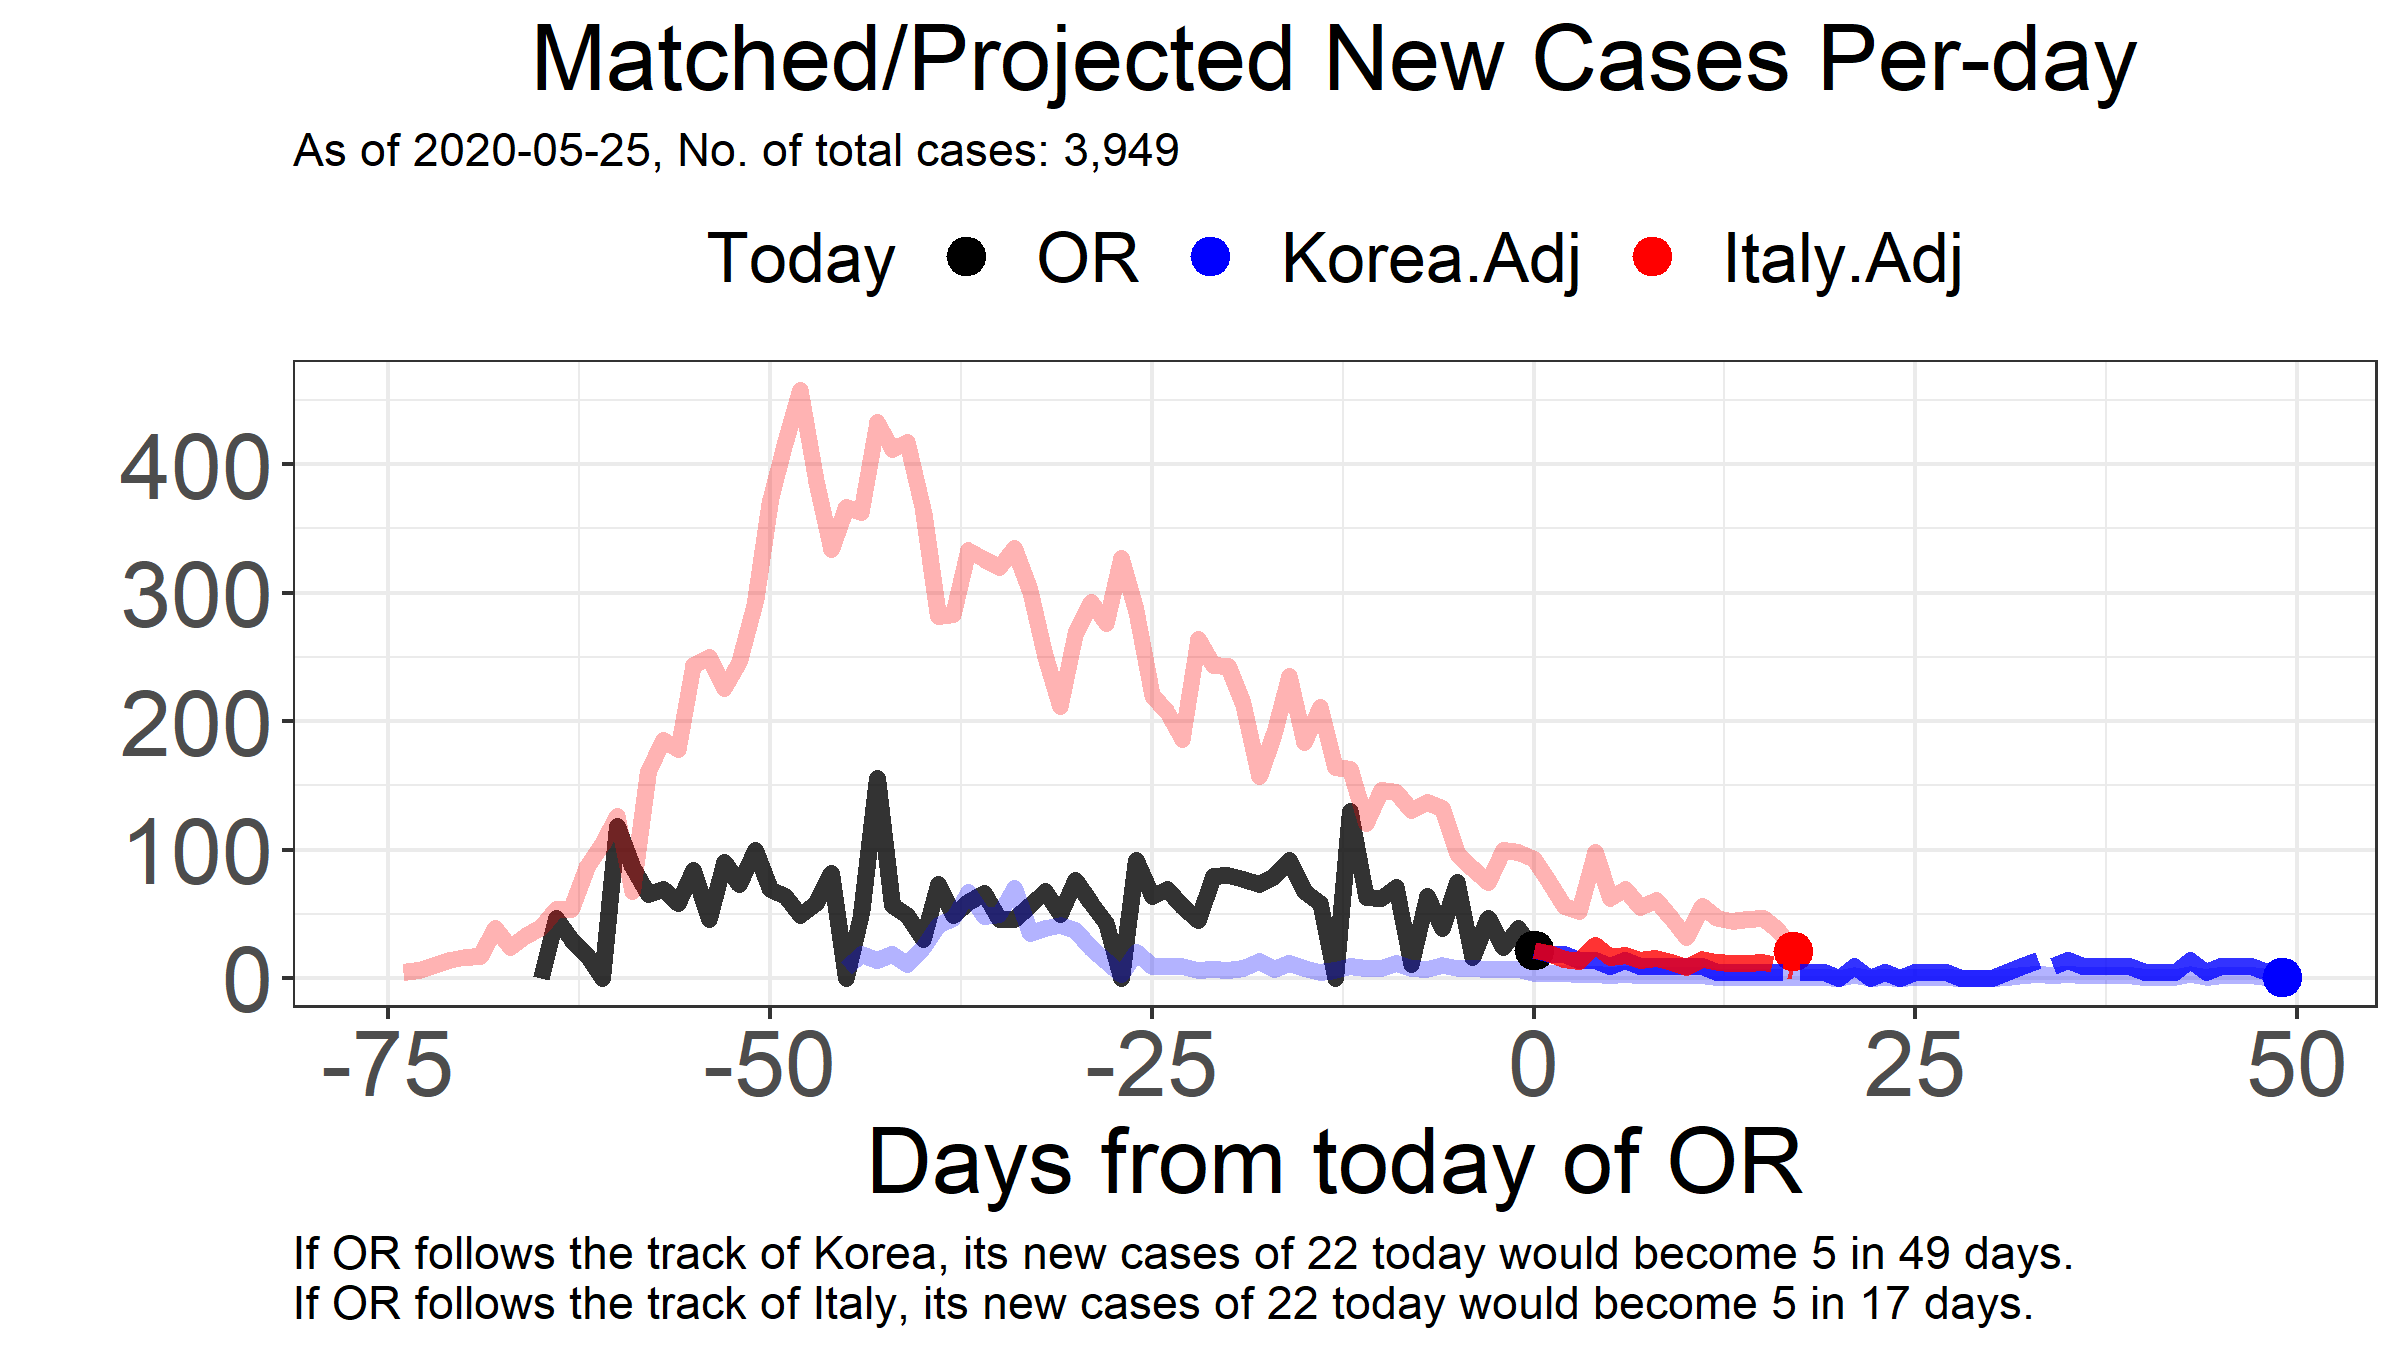 Matched/Projected New Cases Per-day
As of 2020-05-25, No. of total cases: 3,949
Today OR Korea.Adj Italy.Adj
400
300
200
100
0
-75 -50 -25 0 25 50
Days from today of OR
If OR follows the track of Korea, its new cases of 22 today would become 5 in 49 days.
If OR follows the track of Italy, its new cases of 22 today would become 5 in 17 days.